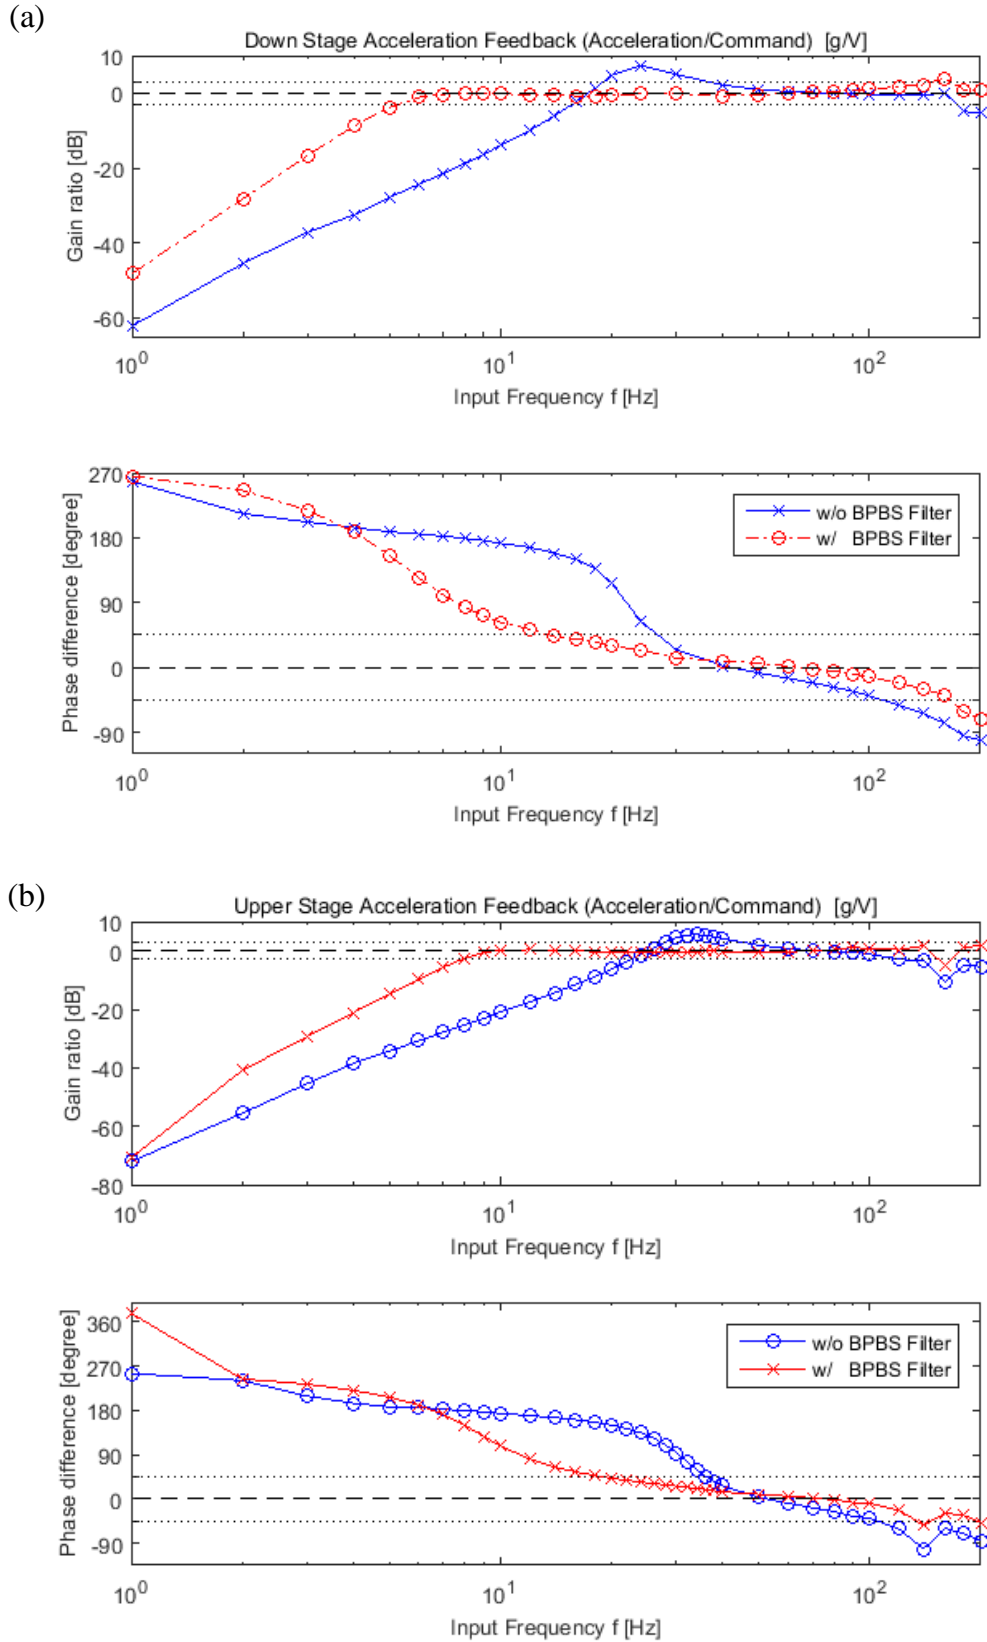 (a)
Down Stage Acceleration Feedback (Acceleration/Command) [g/V]
10
0
-20
-40
-60
Gain ratio [dB]
10^0
10^1
10^2
Input Frequency f [Hz]
270
180
90
0
-90
Phase difference [degree]
w/o BPBS Filter
w/ BPBS Filter
10^0
10^1
10^2
Input Frequency f [Hz]
(b)
Upper Stage Acceleration Feedback (Acceleration/Command) [g/V]
10
0
-20
-40
-60
-80
Gain ratio [dB]
10^0
10^1
10^2
Input Frequency f [Hz]
360
270
180
90
0
-90
Phase difference [degree]
w/o BPBS Filter
w/ BPBS Filter
10^0
10^1
10^2
Input Frequency f [Hz]